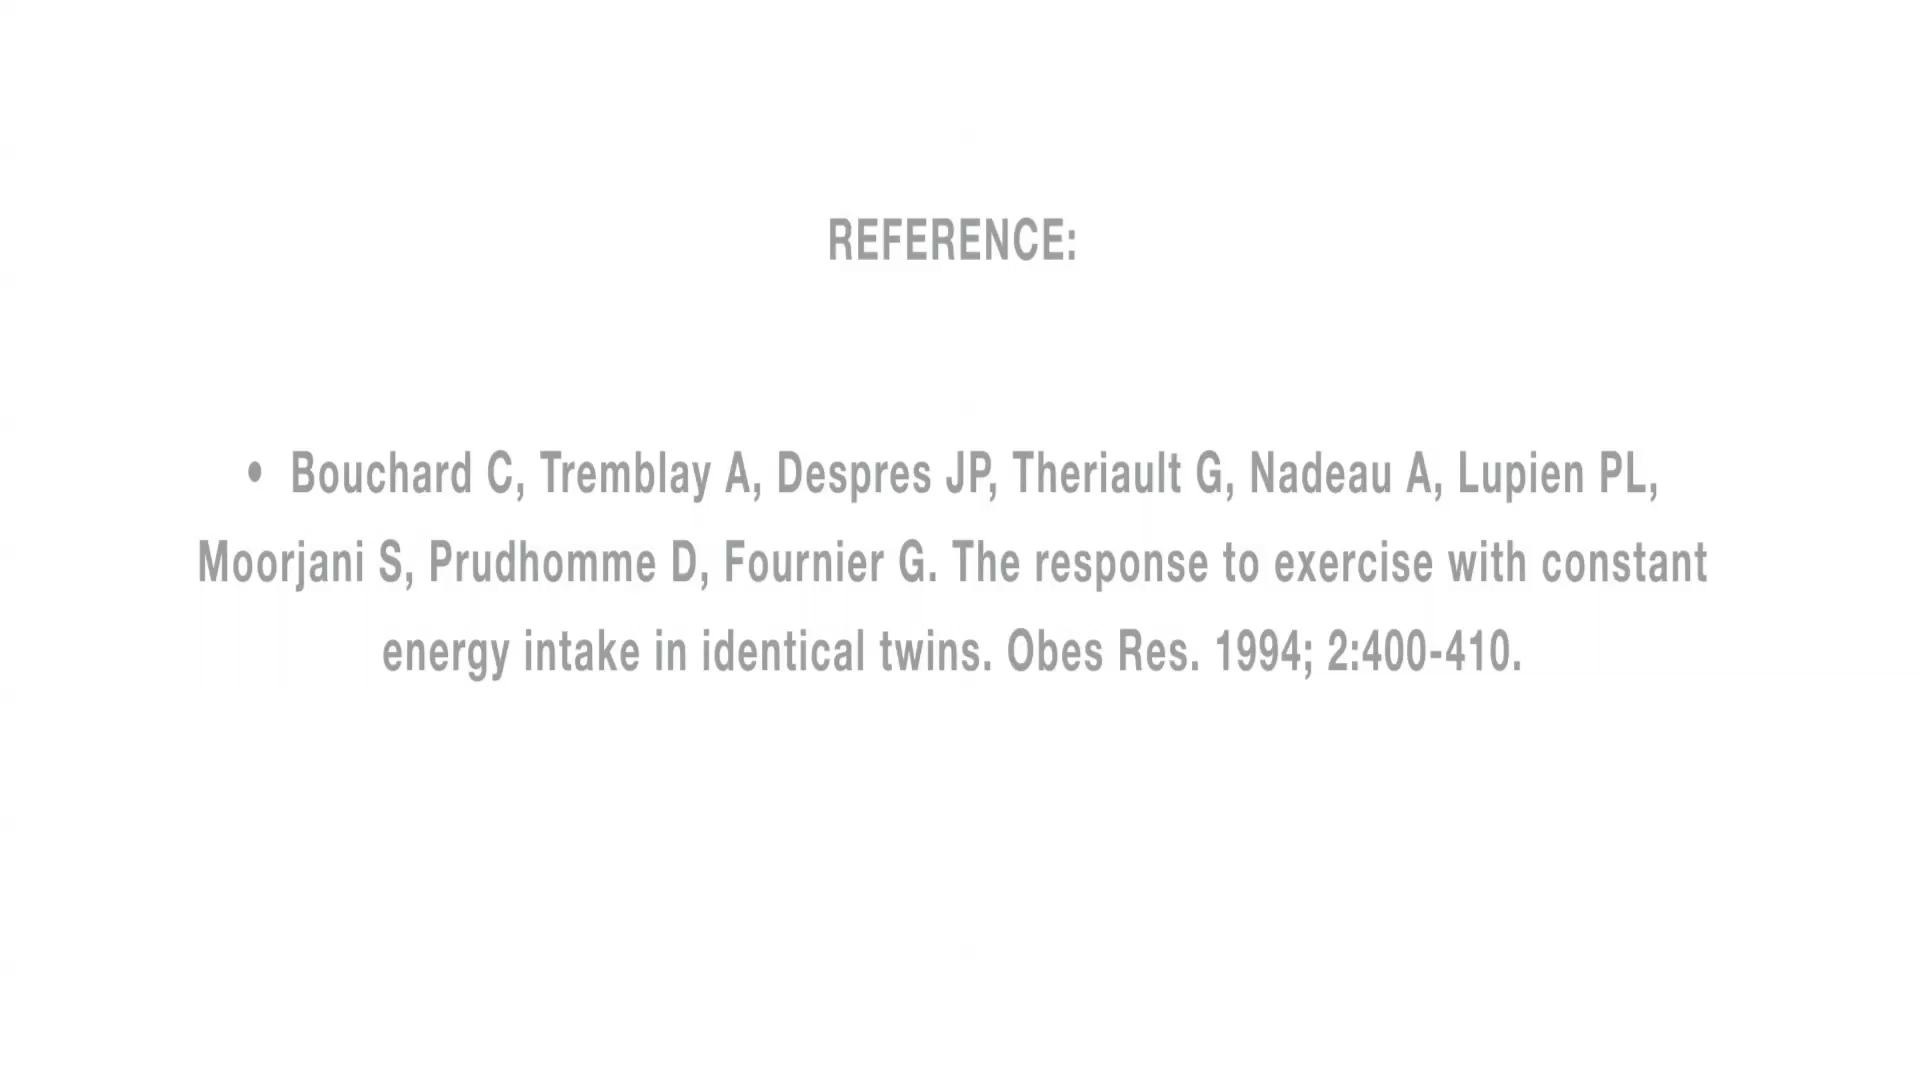 REFERENCE:
• Bouchard C, Tremblay A, Despres JP, Theriault G, Nadeau A, Lupien PL,
Moorjani S, Prudhomme D, Fournier G. The response to exercise with constant
energy intake in identical twins. Obes Res. 1994; 2:400-410.